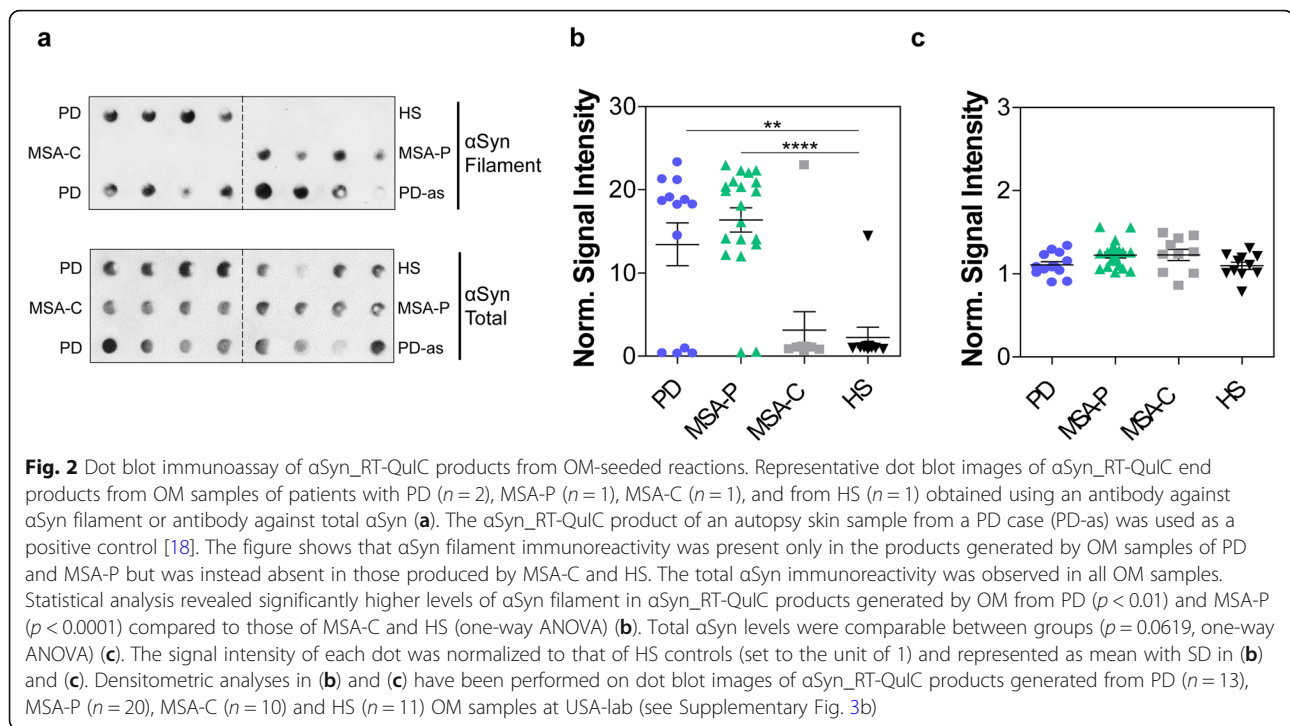 a
PD
HS
MSA-C
MSA-P
PD
PD-as
αSyn
Filament
PD
HS
MSA-C
MSA-P
PD
PD-as
αSyn
Total
b
Norm. Signal Intensity
30
20
10
0
**
****
PD
MSA-P
MSA-C
HS
c
Norm. Signal Intensity
3
2
1
0
PD
MSA-P
MSA-C
HS
Fig. 2 Dot blot immunoassay of αSyn_RT-QuIC products from OM-seeded reactions. Representative dot blot images of αSyn_RT-QuIC end
products from OM samples of patients with PD (n = 2), MSA-P (n = 1), MSA-C (n = 1), and from HS (n = 1) obtained using an antibody against
αSyn filament or antibody against total αSyn (a). The αSyn_RT-QuIC product of an autopsy skin sample from a PD case (PD-as) was used as a
positive control [18]. The figure shows that αSyn filament immunoreactivity was present only in the products generated by OM samples of PD
and MSA-P but was instead absent in those produced by MSA-C and HS. The total αSyn immunoreactivity was observed in all OM samples.
Statistical analysis revealed significantly higher levels of αSyn filament in αSyn_RT-QuIC products generated by OM from PD (p < 0.01) and MSA-P
(p < 0.0001) compared to those of MSA-C and HS (one-way ANOVA) (b). Total αSyn levels were comparable between groups (p = 0.0619, one-way
ANOVA) (c). The signal intensity of each dot was normalized to that of HS controls (set to the unit of 1) and represented as mean with SD in (b)
and (c). Densitometric analyses in (b) and (c) have been performed on dot blot images of αSyn_RT-QuIC products generated from PD (n = 13),
MSA-P (n = 20), MSA-C (n = 10) and HS (n = 11) OM samples at USA-lab (see Supplementary Fig. 3b)